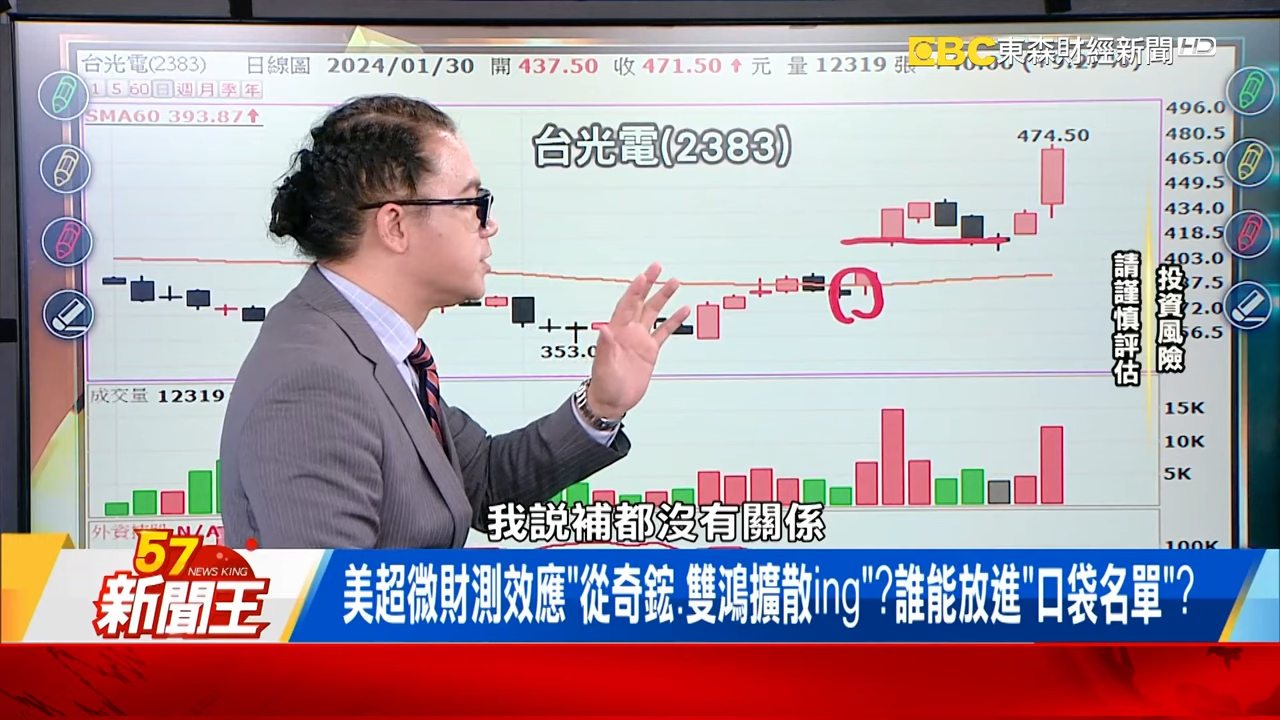 EBC東森財經新聞HD
台光電(2383) 日線圖 2024/01/30 開 437.50 收 471.50↑元 量 12319 張
1 5 60 日 週 月 季 年
SMA60 393.87↑
台光電(2383)
474.50
496.0
480.5
465.0
449.5
434.0
418.5
403.0
353.0
投資風險
請謹慎評估
成交量 12319
15K
10K
5K
N/A
100K
我說補都沒有關係
57
NEWS KING
新聞王
美超微財測效應"從奇鋐.雙鴻擴散ing"?誰能放進"口袋名單"?